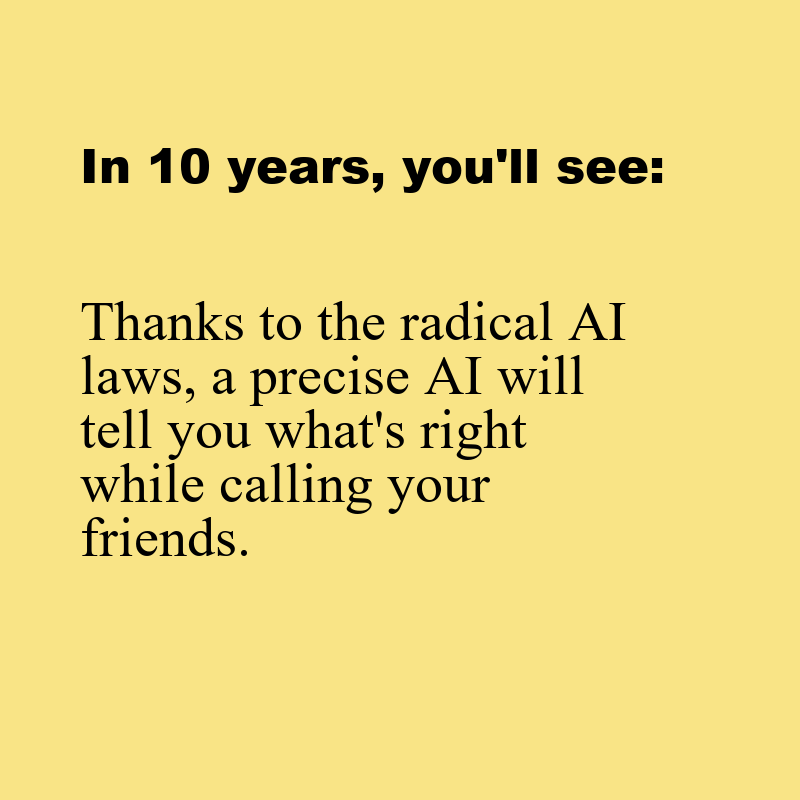 In 10 years, you'll see:
Thanks to the radical AI
laws, a precise AI will
tell you what's right
while calling your
friends.